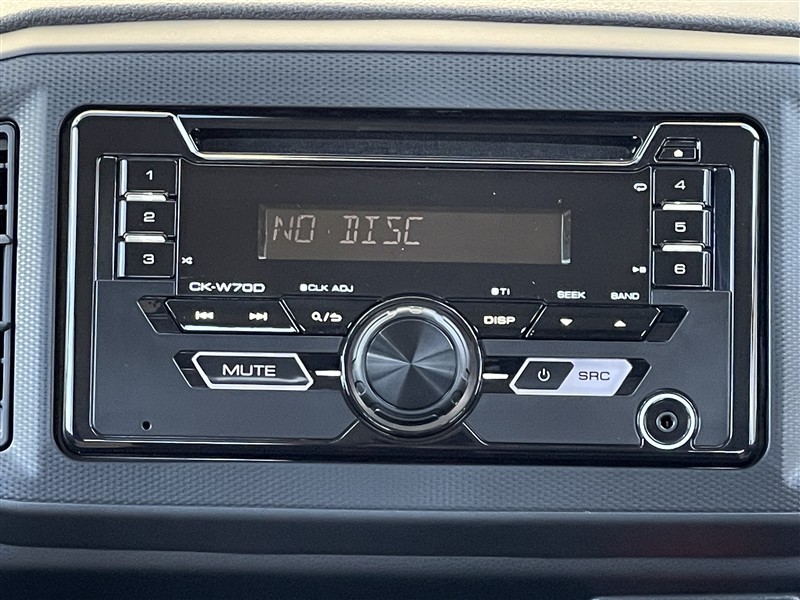 1
2
3
4
5
6
NO DISC
CK-W70D
CLK ADJ
TI
SEEK
BAND
DISP
MUTE
SRC